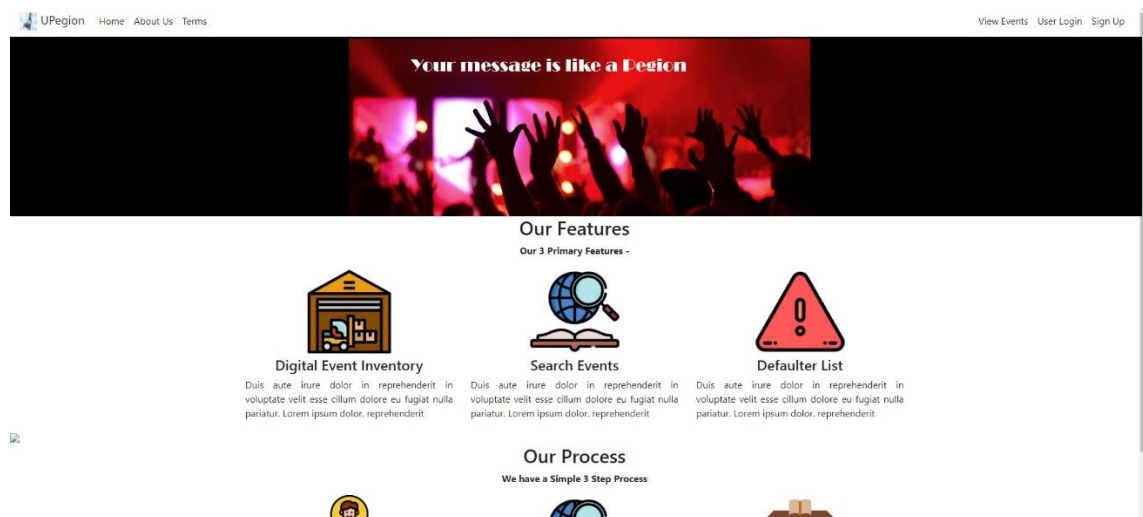 UPegion Home About Us Terms View Events User Login Sign Up
Your message is like a Pegion
Our Features
Our 3 Primary Features -
Digital Event Inventory
Duis aute irure dolor in reprehenderit in
voluptate velit esse cillum dolore eu fugiat nulla
pariatur. Lorem ipsum dolor. reprehenderit
Search Events
Duis aute irure dolor in reprehenderit in
voluptate velit esse cillum dolore eu fugiat nulla
pariatur. Lorem ipsum dolor. reprehenderit
Defaulter List
Duis aute irure dolor in reprehenderit in
voluptate velit esse cillum dolore eu fugiat nulla
pariatur. Lorem ipsum dolor. reprehenderit
Our Process
We have a Simple 3 Step Process